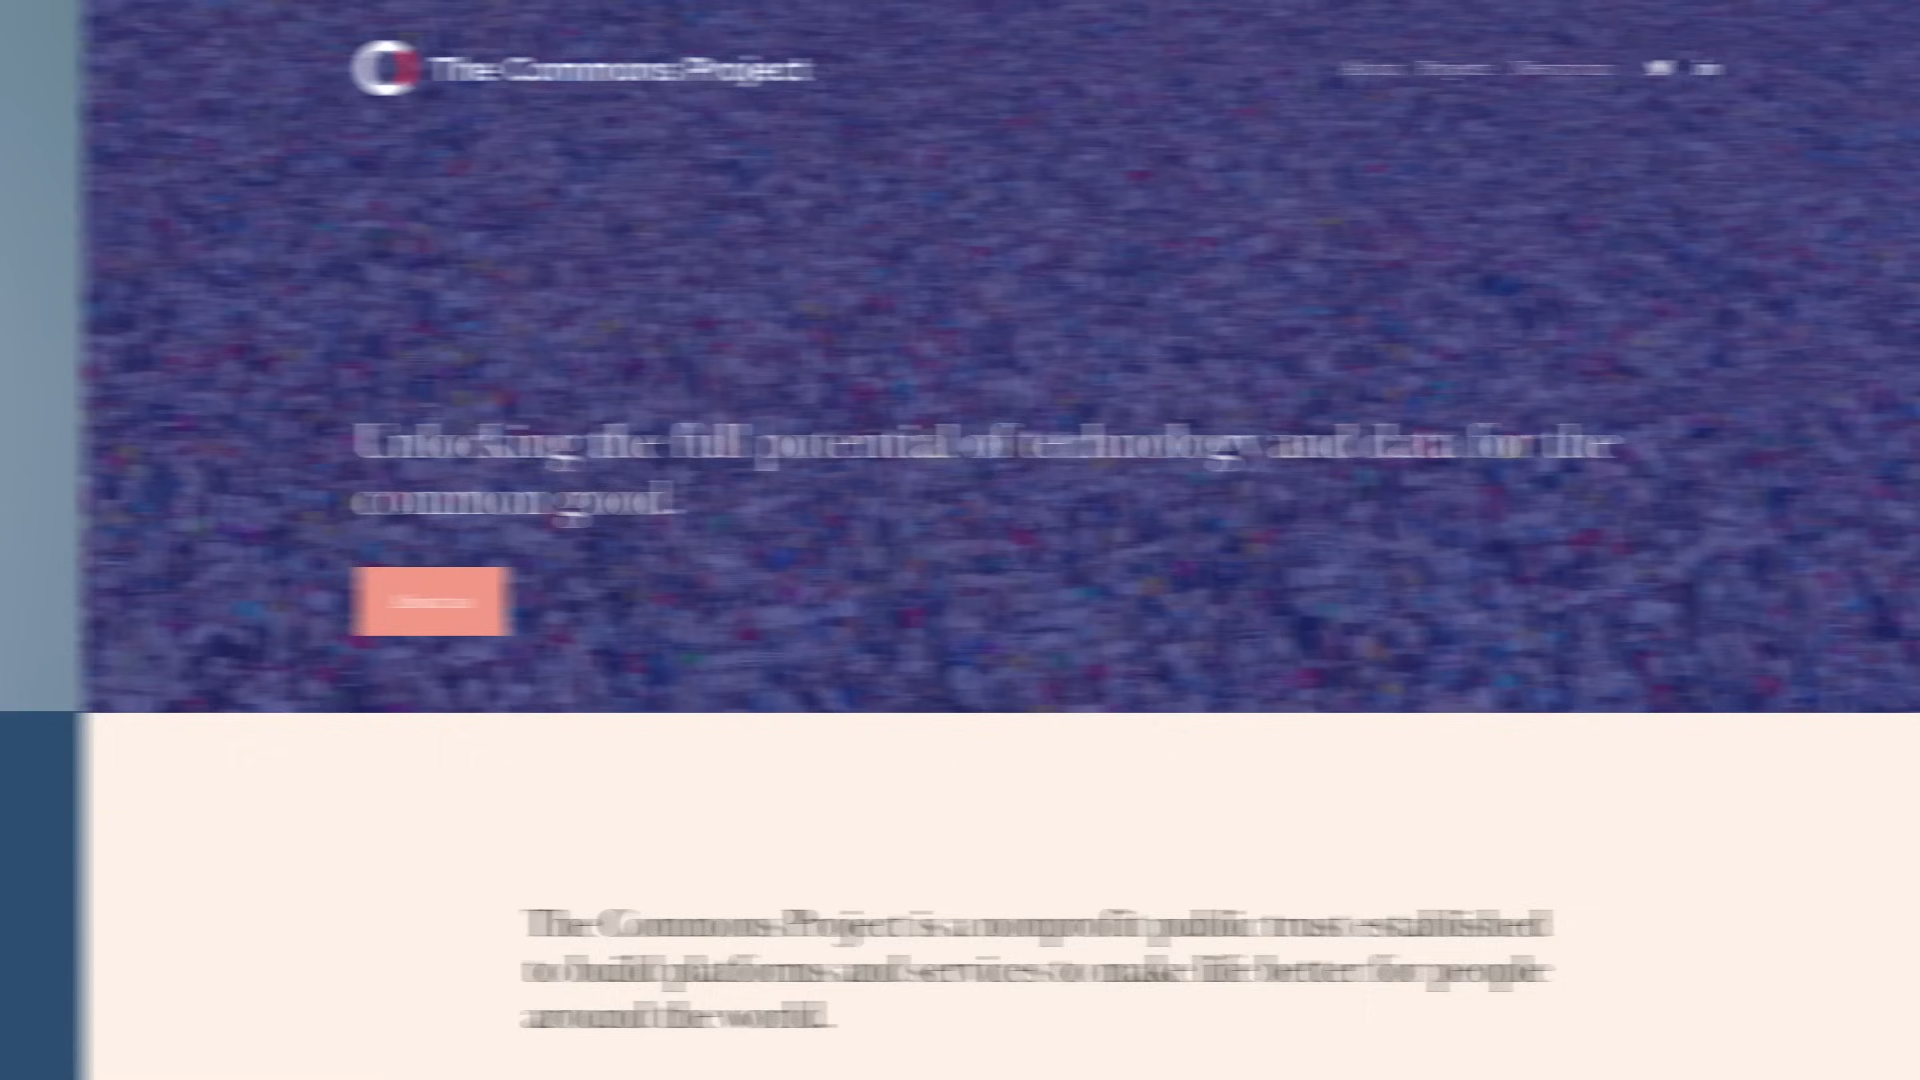 The Commons Project
Unlocking the full potential of technology and data for the
common good.
The Commons Project is a nonprofit public trust established
to build platforms and services to make life better for people
around the world.